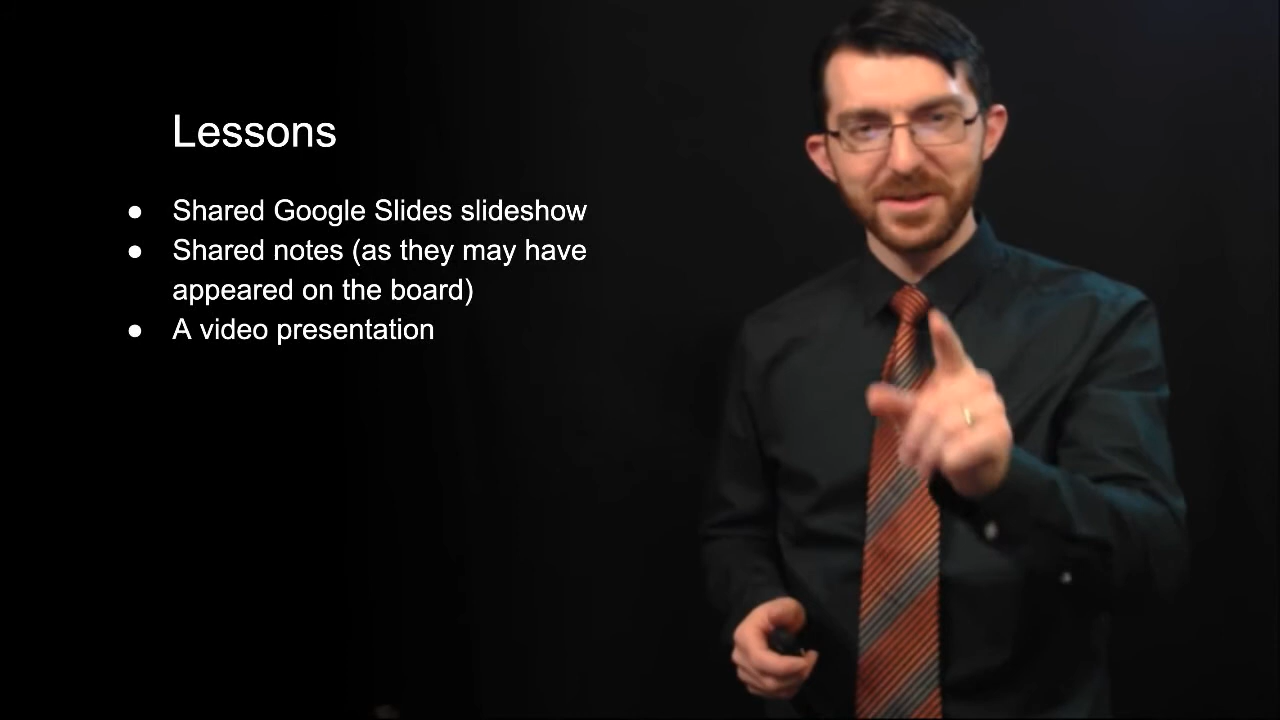 Lessons
● Shared Google Slides slideshow
● Shared notes (as they may have
appeared on the board)
● A video presentation